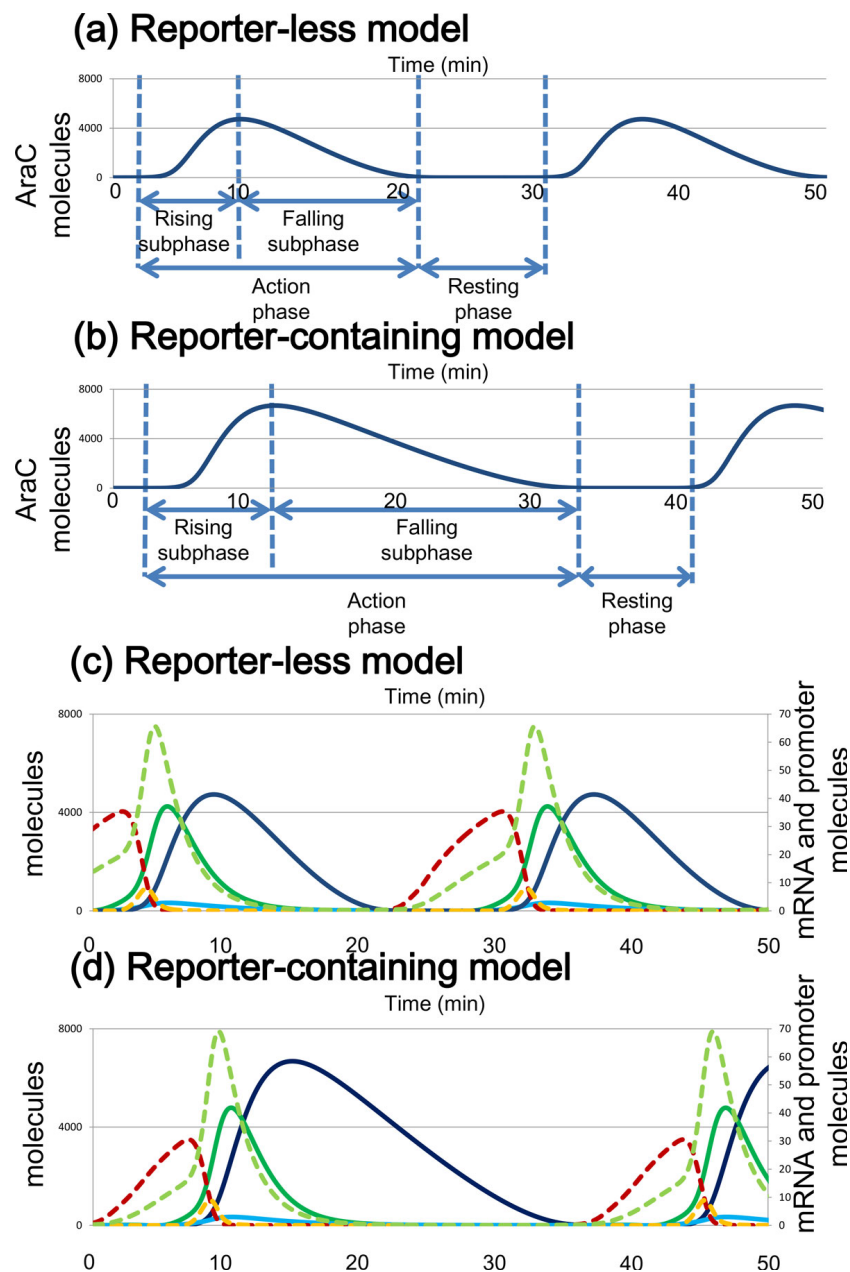 (a) Reporter-less model
Time (min)
8000
4000
0
AraC
molecules
0 10 20 30 40 50
Rising
subphase
Falling
subphase
Action
phase
Resting
phase
(b) Reporter-containing model
Time (min)
8000
4000
0
AraC
molecules
0 10 20 30 40 50
Rising
subphase
Falling
subphase
Action
phase
Resting
phase
(c) Reporter-less model
Time (min)
8000
4000
0
molecules
70
60
50
40
30
20
10
0
mRNA and promoter
molecules
0 10 20 30 40 50
(d) Reporter-containing model
Time (min)
8000
4000
0
molecules
70
60
50
40
30
20
10
0
mRNA and promoter
molecules
0 10 20 30 40 50